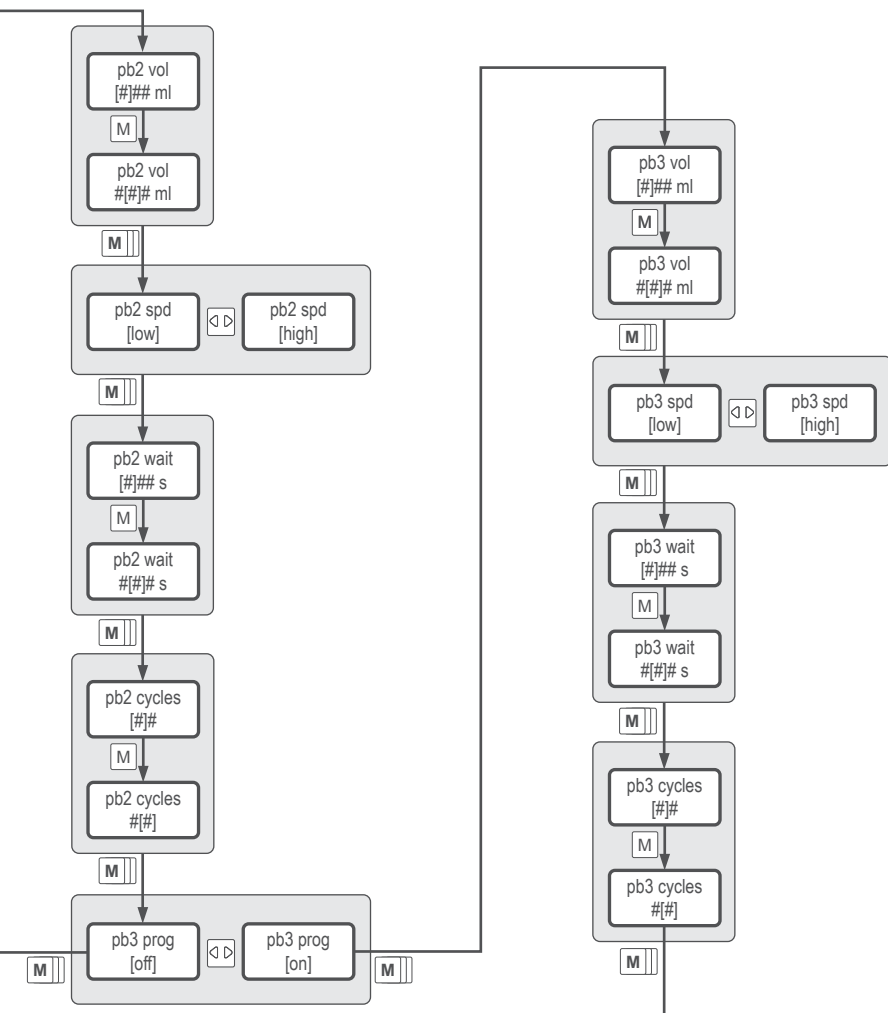 pb2 vol
[#]## ml
M
pb2 vol
#[#]# ml
M
pb2 spd
[low]
pb2 spd
[high]
M
pb2 wait
[#]## s
M
pb2 wait
#[#]# s
M
pb2 cycles
[#]#
M
pb2 cycles
#[#]
M
pb3 prog
[off]
pb3 prog
[on]
M
M
pb3 vol
[#]## ml
M
pb3 vol
#[#]# ml
M
pb3 spd
[low]
pb3 spd
[high]
M
pb3 wait
[#]## s
M
pb3 wait
#[#]# s
M
pb3 cycles
[#]#
M
pb3 cycles
#[#]
M